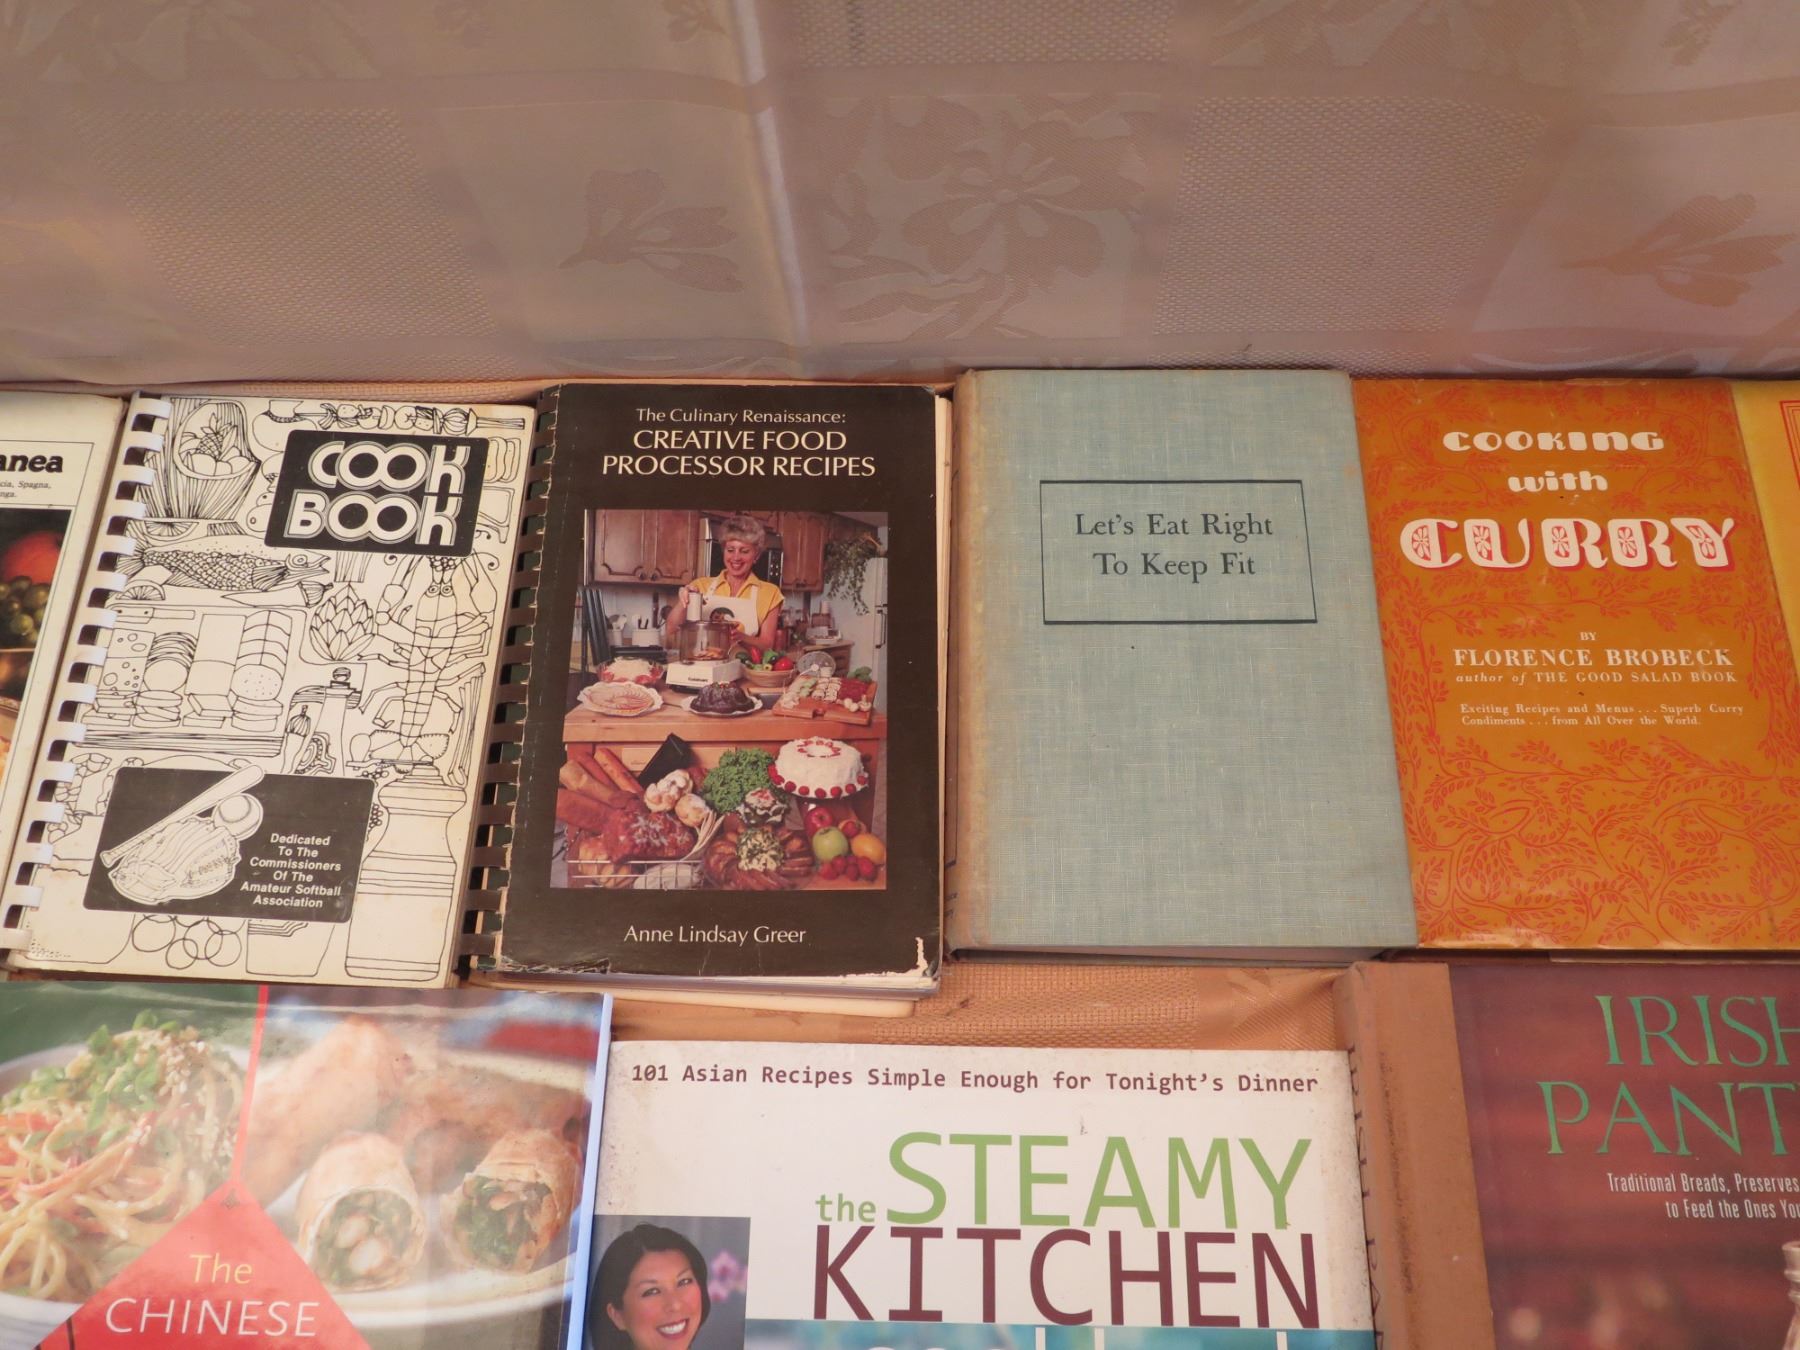 COOK
BOOK
Dedicated
To The
Commissioners
Of The
Amateur Softball
Association
The Culinary Renaissance:
CREATIVE FOOD
PROCESSOR RECIPES
Anne Lindsay Greer
Let's Eat Right
To Keep Fit
COOKING
with
CURRY
BY
FLORENCE BROBECK
author of THE GOOD SALAD BOOK
Exciting Recipes and Menus... Superb Curry
Condiments... from All Over the World.
The
CHINESE
101 Asian Recipes Simple Enough for Tonight's Dinner
the STEAMY
KITCHEN
IRISH
PANT
Traditional Breads, Preserves
to Feed the Ones You